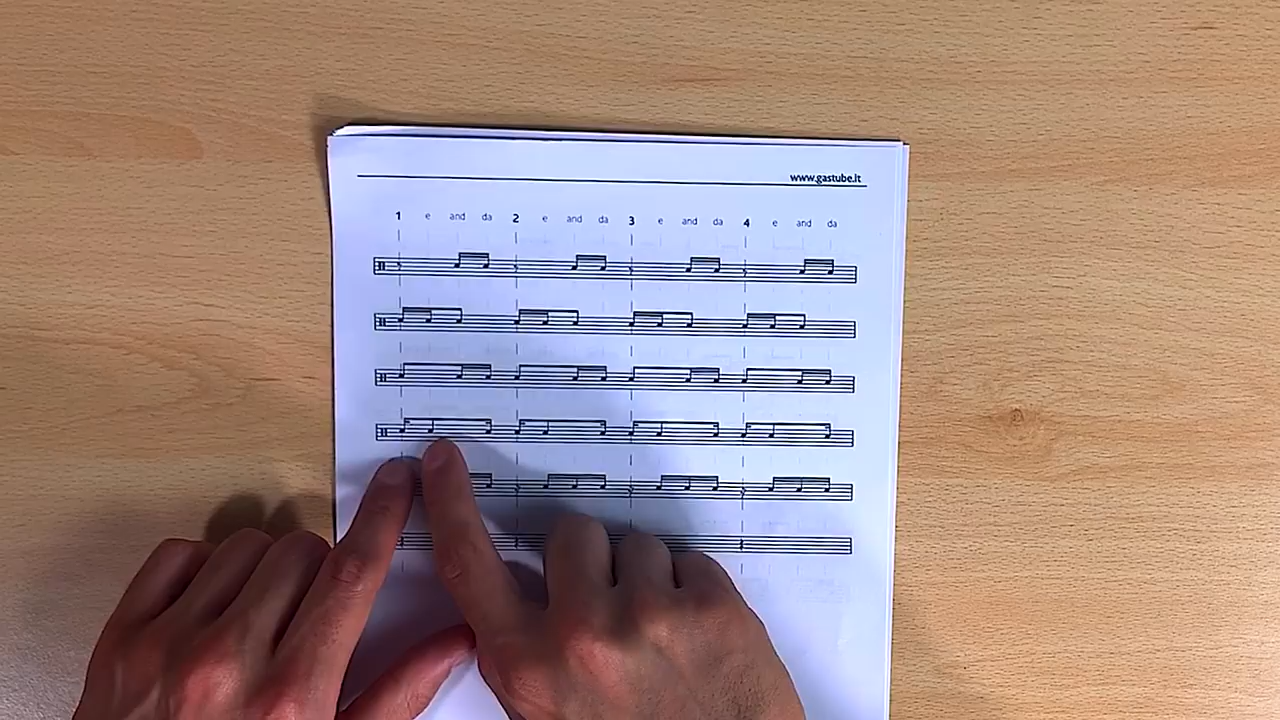 www.gastube.it
1 e and da 2 e and da 3 e and da 4 e and da